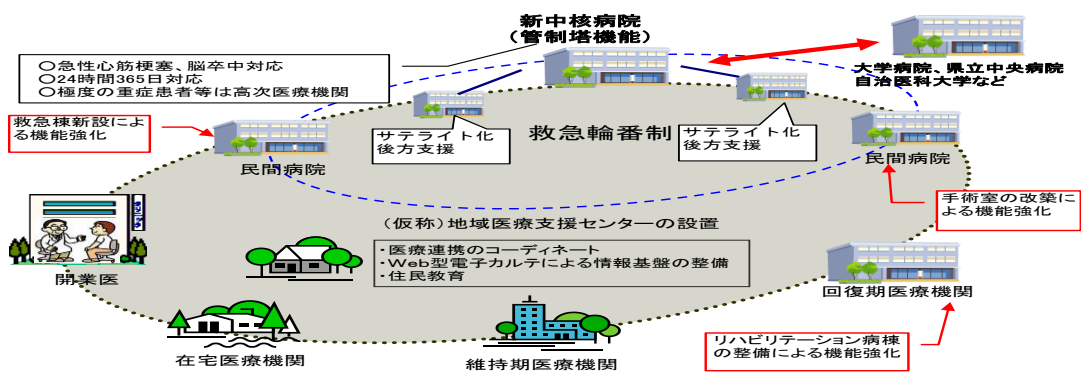 新中核病院
（管制塔機能）
○急性心筋梗塞、脳卒中対応
○24時間365日対応
○極度の重症患者等は高次医療機関
大学病院、県立中央病院
自治医科大学など
救急棟新設によ
る機能強化
サテライト化
後方支援
救急輪番制
サテライト化
後方支援
民間病院
民間病院
手術室の改築に
よる機能強化
（仮称）地域医療支援センターの設置
・医療連携のコーディネート
・Web型電子カルテによる情報基盤の整備
・住民教育
クリニック
開業医
回復期医療機関
在宅医療機関
維持期医療機関
リハビリテーション病棟
の整備による機能強化